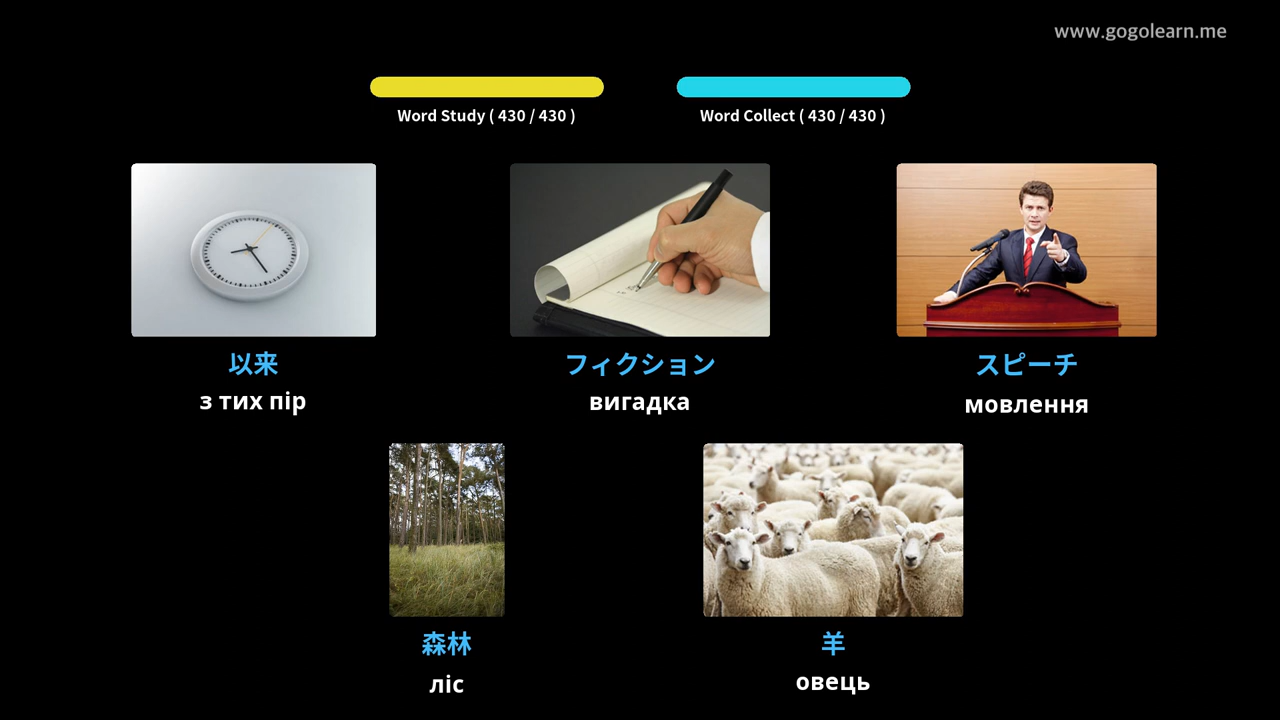 www.gogolearn.me
Word Study ( 430 / 430 )
Word Collect ( 430 / 430 )
以来
з тих пір
フィクション
вигадка
スピーチ
мовлення
森林
ліс
羊
овець